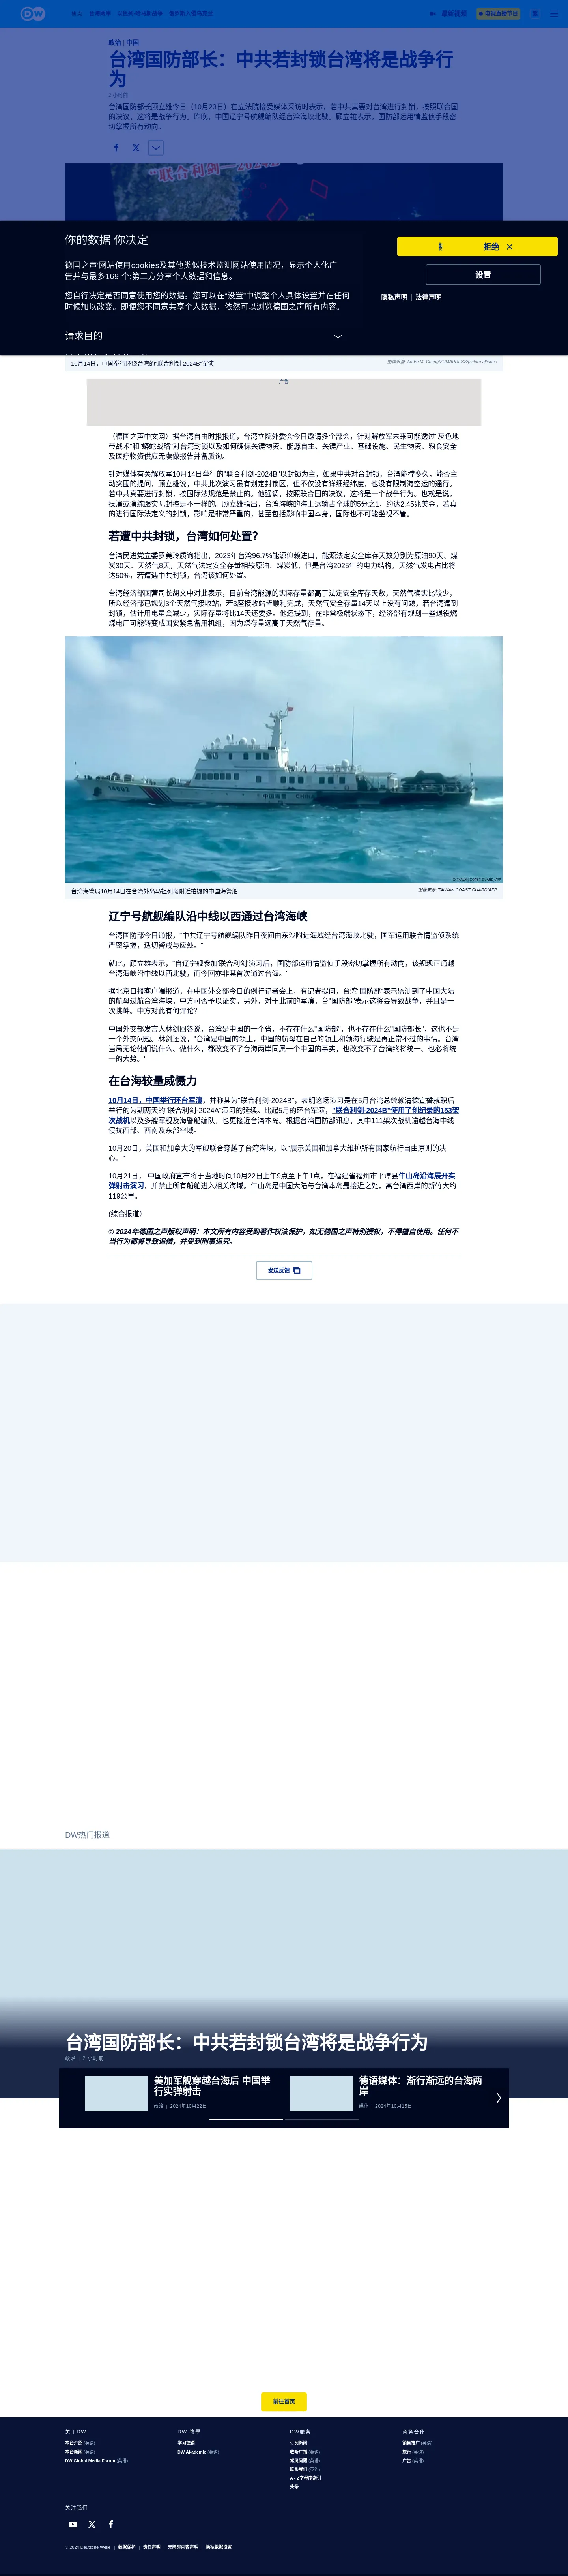 DW
焦点 台海两岸 以色列-哈马斯战争 俄罗斯入侵乌克兰
最新视频
电视直播节目
政治 | 中国
台湾国防部长：中共若封锁台湾将是战争行
为
2 小时前
台湾国防部长顾立雄今日（10月23日）在立法院接受媒体采访时表示，若中共真要对台湾进行封锁，按照联合国
的决议，这将是战争行为。昨晚，中国辽宁号航舰编队经台湾海峡北驶。顾立雄表示，国防部运用情监侦手段密
切掌握所有动向。
"联合利剑
你的数据 你决定
拒绝
设置
隐私声明 | 法律声明
德国之声'网站使用cookies及其他类似技术监测网站使用情况，显示个人化广
告并与最多169 个;第三方分享个人数据和信息。
您自行决定是否同意使用您的数据。您可以在"设置"中调整个人具体设置并在任何
时候加以更改。即便您不同意共享个人数据，依然可以浏览德国之声所有内容。
请求目的
10月14日，中国举行环绕台湾的"联合利剑-2024B"军演
图像来源: Andre M. Chang/ZUMAPRESS/picture alliance
广告
（德国之声中文网）据台湾自由时报报道，台湾立院外委会今日邀请多个部会，针对解放军未来可能透过"灰色地
带战术"和"蟒蛇战略"对台湾封锁以及如何确保关键物资、能源自主、关键产业、基础设施、民生物资、粮食安全
及医疗物资供应无虞做报告并备质询。
针对媒体有关解放军10月14日举行的"联合利剑-2024B"以封锁为主，如果中共对台封锁，台湾能撑多久，能否主
动突围的提问，顾立雄说，中共此次演习虽有划定封锁区，但不仅没有详细经纬度，也没有限制海空运的通行。
若中共真要进行封锁，按国际法规范是禁止的。他强调，按照联合国的决议，这将是一个战争行为。也就是说，
操演或演练跟实际封控是不一样的。顾立雄指出，台湾海峡的海上运输占全球的5分之1，约达2.45兆美金，若真
的进行国际法定义的封锁，影响是非常严重的，甚至包括影响中国本身，国际也不可能坐视不管。
若遭中共封锁，台湾如何处置？
台湾民进党立委罗美玲质询指出，2023年台湾96.7%能源仰赖进口，能源法定安全库存天数分别为原油90天、煤
炭30天、天然气8天，天然气法定安全存量相较原油、煤炭低，但是台湾2025年的电力结构，天然气发电占比将
达50%，若遭遇中共封锁，台湾该如何处置。
台湾经济部国营司长胡文中对此表示，目前台湾能源的实际存量都高于法定安全库存天数，天然气确实比较少，
所以经济部已规划3个天然气接收站，若3座接收站皆顺利完成，天然气安全存量14天以上没有问题，若台湾遭到
封锁，估计用电量会减少，实际存量将比14天还要多。他还提到，在非常极端状态下，经济部有规划一些退役燃
煤电厂可能转变成国安紧急备用机组，因为煤存量远高于天然气存量。
14602
中国海警 CHINA
© TAIWAN COAST GUARD / AFP
台湾海警局10月14日在台湾外岛马祖列岛附近拍摄的中国海警船
图像来源: TAIWAN COAST GUARD/AFP
辽宁号航舰编队沿中线以西通过台湾海峡
台湾国防部今日通报，"中共辽宁号航舰编队昨日夜间由东沙附近海域经台湾海峡北驶，国军运用联合情监侦系统
严密掌握，适切警戒与应处。"
就此，顾立雄表示，"自辽宁舰参加'联合利剑'演习后，国防部运用情监侦手段密切掌握所有动向，该舰现正通越
台湾海峡沿中线以西北驶，而今回亦非其首次通过台海。"
据北京日报客户端报道，在中国外交部今日的例行记者会上，有记者提问，台湾"国防部"表示监测到了中国大陆
的航母过航台湾海峡，中方可否予以证实。另外，对于此前的军演，台"国防部"表示这将会导致战争，并且是一
次挑衅。中方对此有何评论？
中国外交部发言人林剑回答说，台湾是中国的一个省，不存在什么"国防部"，也不存在什么"国防部长"，这也不是
一个外交问题。林剑还说，"台湾是中国的领土，中国的航母在自己的领土和领海行驶是再正常不过的事情。台湾
当局无论他们说什么、做什么，都改变不了台海两岸同属一个中国的事实，也改变不了台湾终将统一、也必将统
一的大势。"
在台海较量威慑力
10月14日，中国举行环台军演，并称其为"联合利剑-2024B"，表明这场演习是在5月台湾总统赖清德宣誓就职后
举行的为期两天的"联合利剑-2024A"演习的延续。比起5月的环台军演，"联合利剑-2024B"使用了创纪录的153架
次战机以及多艘军舰及海警船编队，也更接近台湾本岛。根据台湾国防部讯息，其中111架次战机逾越台海中线
侵扰西部、西南及东部空域。
10月20日，美国和加拿大的军舰联合穿越了台湾海峡，以"展示美国和加拿大维护所有国家航行自由原则的决
心。"
10月21日， 中国政府宣布将于当地时间10月22日上午9点至下午1点，在福建省福州市平潭县牛山岛沿海展开实
弹射击演习，并禁止所有船舶进入相关海域。牛山岛是中国大陆与台湾本岛最接近之处，离台湾西岸的新竹大约
119公里。
(综合报道）
© 2024年德国之声版权声明：本文所有内容受到著作权法保护，如无德国之声特别授权，不得擅自使用。任何不
当行为都将导致追偿，并受到刑事追究。
发送反馈
DW热门报道
台湾国防部长：中共若封锁台湾将是战争行为
政治 | 2 小时前
美加军舰穿越台海后 中国举
行实弹射击
政治 | 2024年10月22日
德语媒体：渐行渐远的台海两
岸
媒体 | 2024年10月15日
前往首页
关于DW
本台介绍 (英语)
本台新闻 (英语)
DW Global Media Forum (英语)
DW 教学
学习德语
DW Akademie (英语)
DW服务
订阅新闻
收听广播 (英语)
常见问题 (英语)
联系我们 (英语)
A - Z字母序索引
头条
商务合作
销售推广 (英语)
旅行 (英语)
广告 (英语)
关注我们
© 2024 Deutsche Welle | 数据保护 | 责任声明 | 无障碍内容声明 | 隐私数据设置